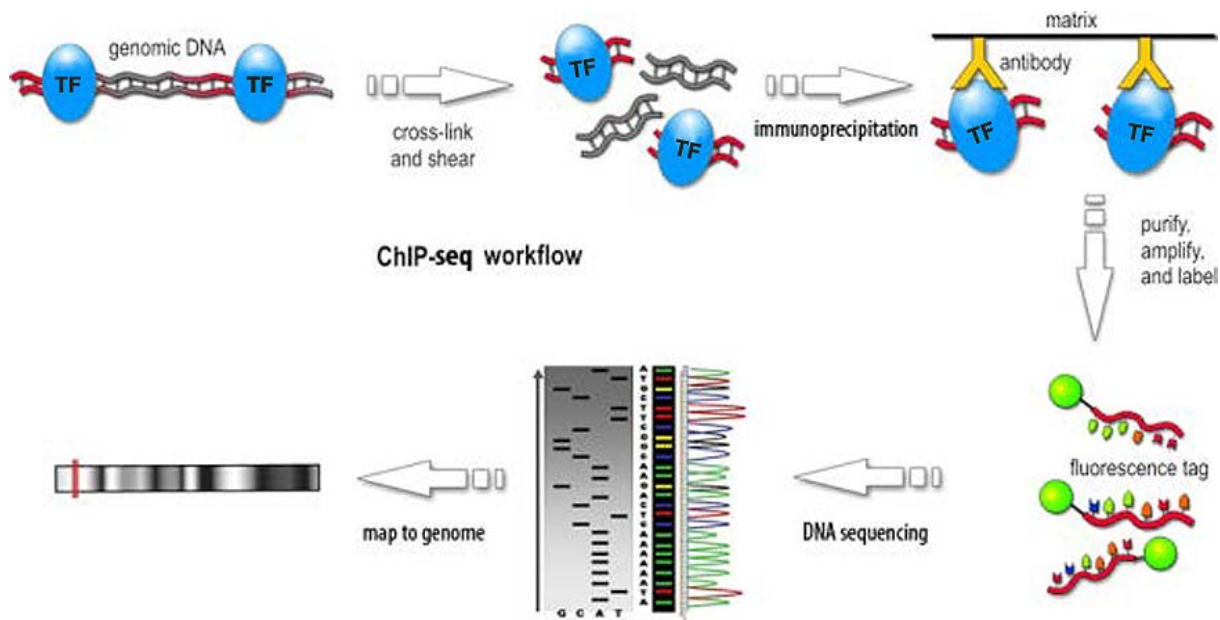 genomic DNA
TF
TF
cross-link
and shear
TF
TF
immunoprecipitation
matrix
antibody
TF
TF
purify,
amplify,
and label
ChIP-seq workflow
fluorescence tag
DNA sequencing
G C A T
map to genome